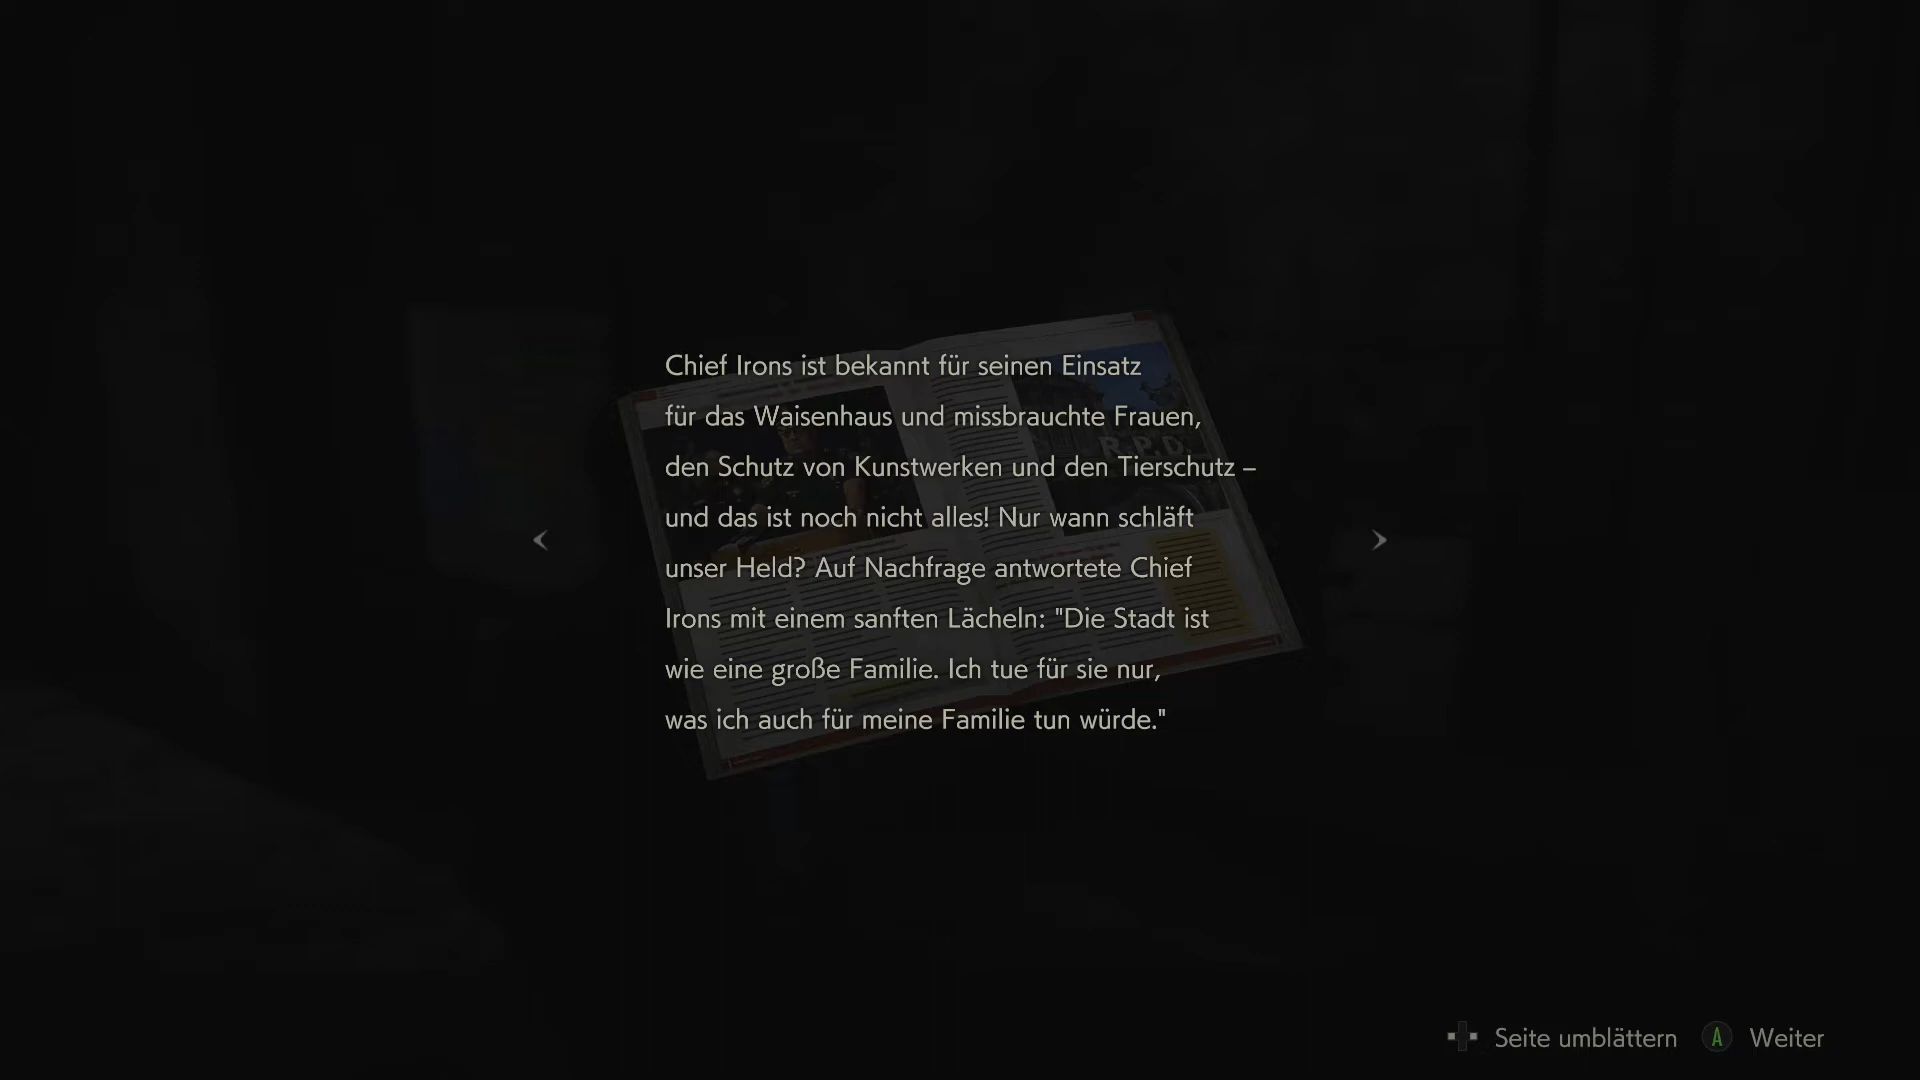 Chief Irons ist bekannt für seinen Einsatz
für das Waisenhaus und missbrauchte Frauen,
den Schutz von Kunstwerken und den Tierschutz –
und das ist noch nicht alles! Nur wann schläft
unser Held? Auf Nachfrage antwortete Chief
Irons mit einem sanften Lächeln: "Die Stadt ist
wie eine große Familie. Ich tue für sie nur,
was ich auch für meine Familie tun würde."
R.P.D.
Seite umblättern A Weiter